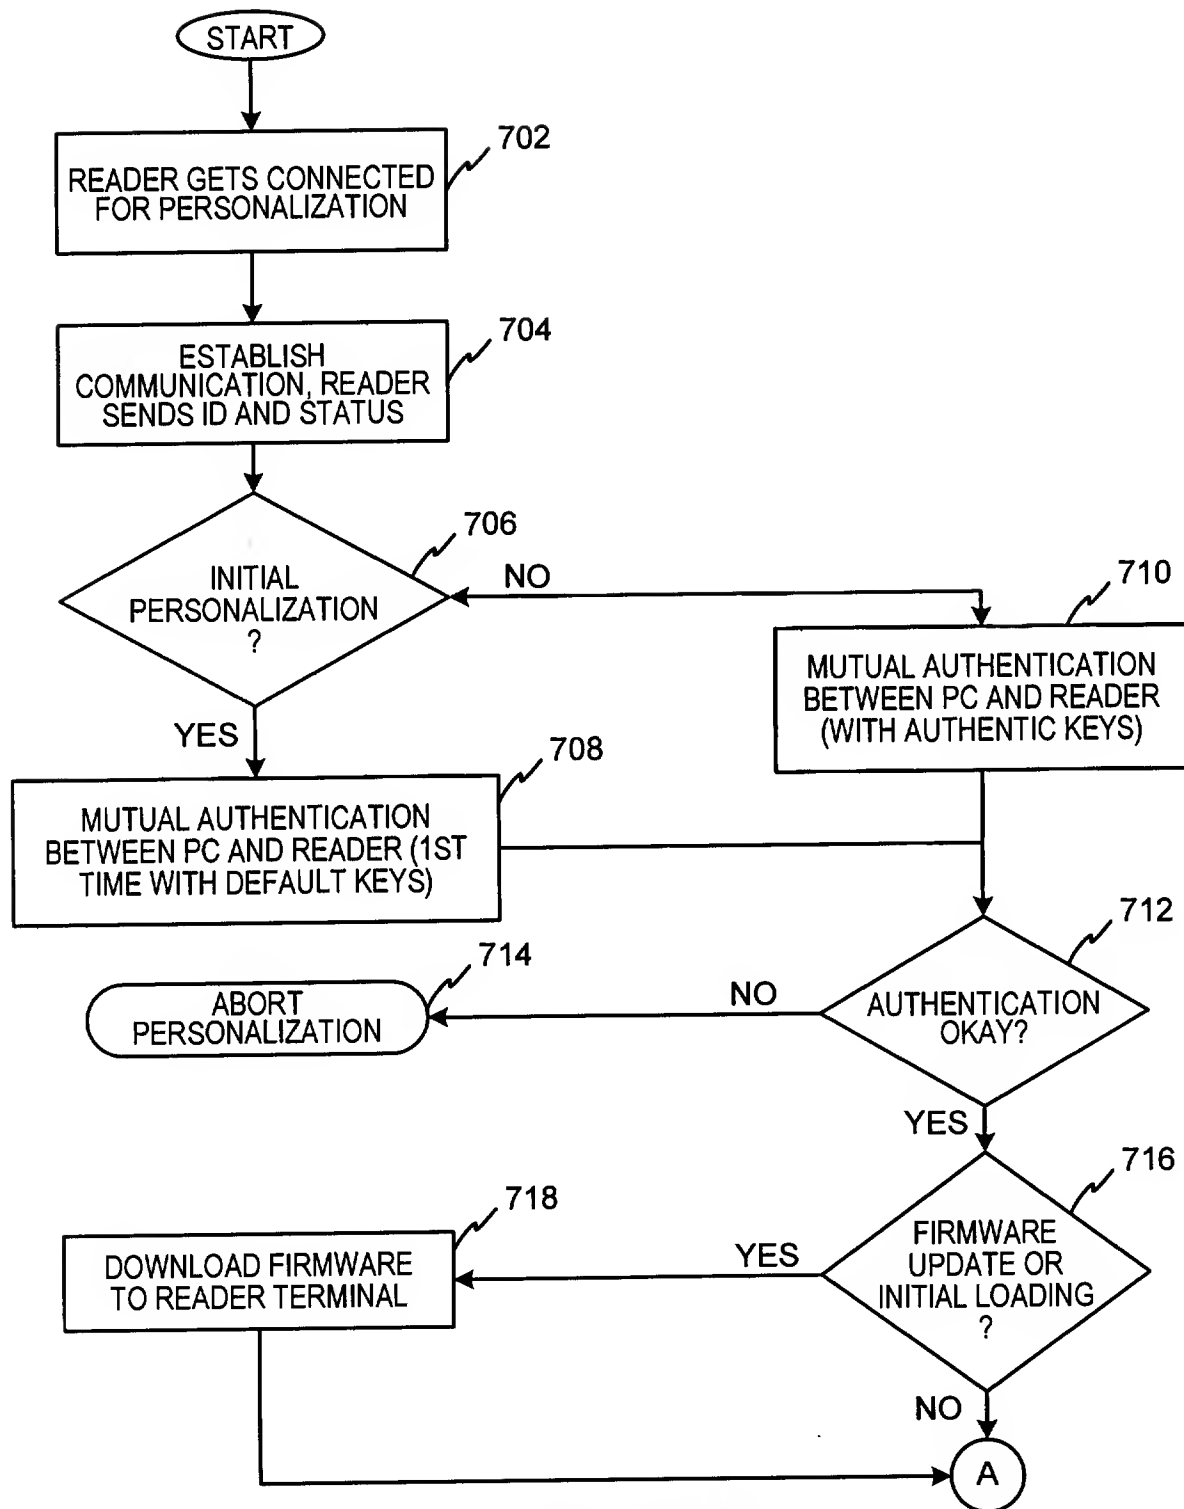 START
702
READER GETS CONNECTED
FOR PERSONALIZATION
704
ESTABLISH
COMMUNICATION, READER
SENDS ID AND STATUS
706
INITIAL
PERSONALIZATION
?
NO
710
MUTUAL AUTHENTICATION
BETWEEN PC AND READER
(WITH AUTHENTIC KEYS)
YES
708
MUTUAL AUTHENTICATION
BETWEEN PC AND READER (1ST
TIME WITH DEFAULT KEYS)
712
AUTHENTICATION
OKAY?
NO
714
ABORT
PERSONALIZATION
YES
716
FIRMWARE
UPDATE OR
INITIAL LOADING
?
YES
718
DOWNLOAD FIRMWARE
TO READER TERMINAL
NO
A